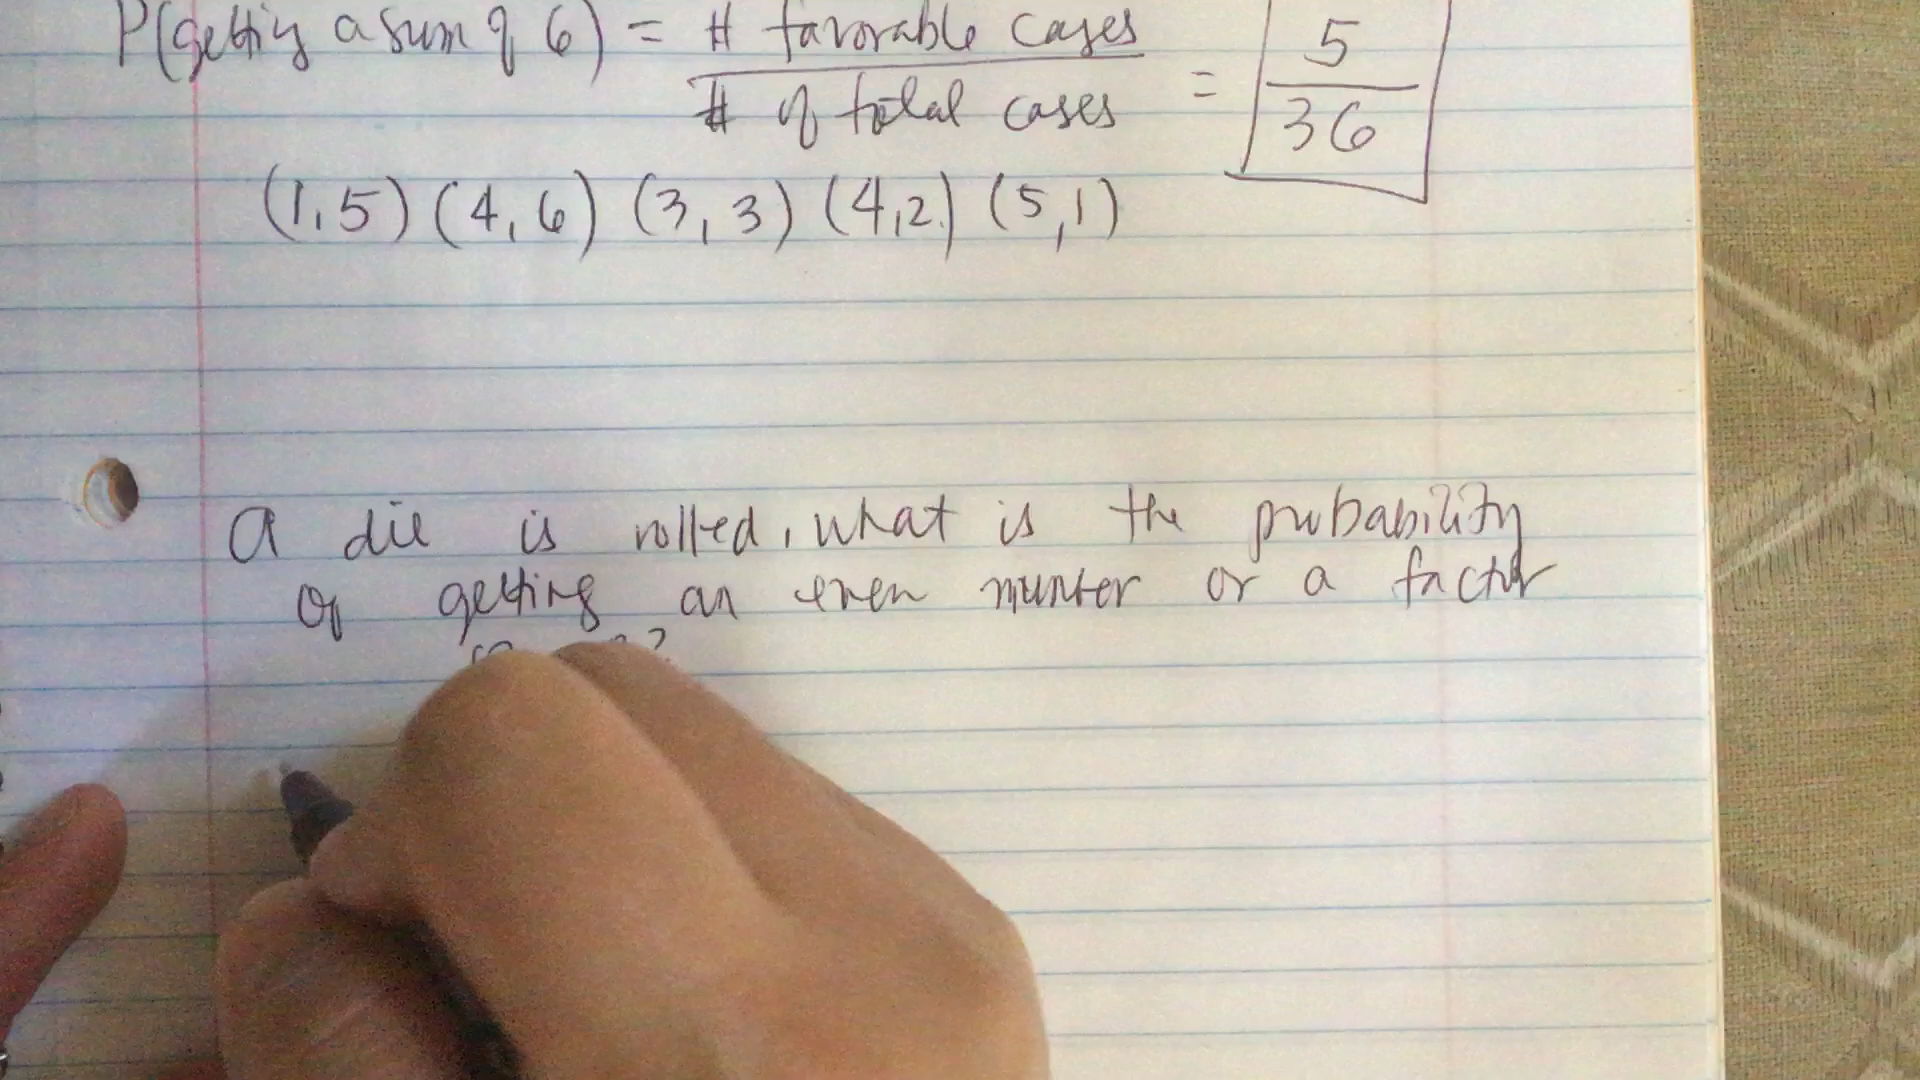 P(getting a sum of 6) = # favorable cases / # of total cases = 5/36
(1,5) (4,6) (3,3) (4,2) (5,1)
A die is rolled, what is the probability
of getting an even number or a factor
?